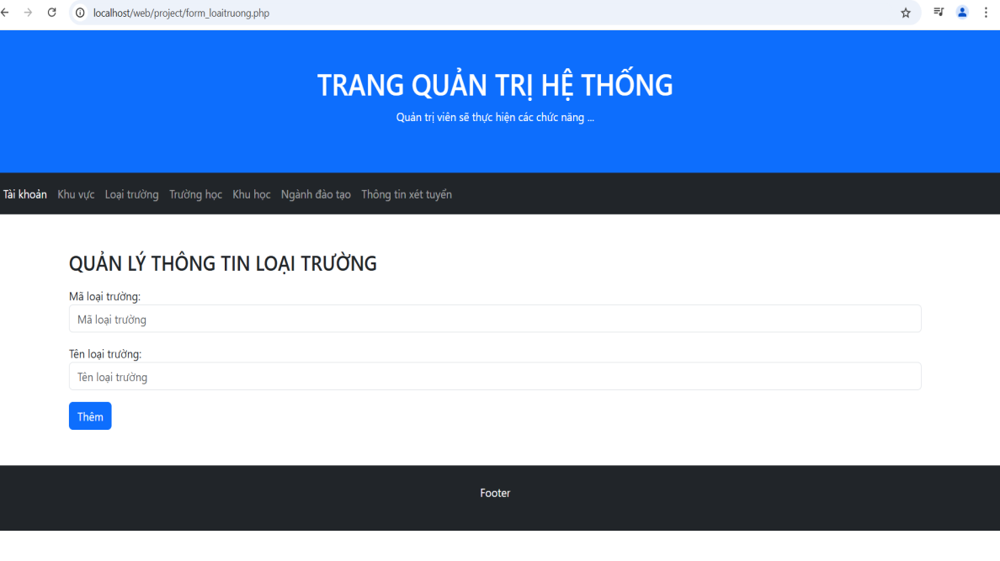 localhost/web/project/form_loaitruong.php
TRANG QUẢN TRỊ HỆ THỐNG
Quản trị viên sẽ thực hiện các chức năng ...
Tài khoản Khu vực Loại trường Trường học Khu học Ngành đào tạo Thông tin xét tuyển
QUẢN LÝ THÔNG TIN LOẠI TRƯỜNG
Mã loại trường:
Mã loại trường
Tên loại trường:
Tên loại trường
Thêm
Footer